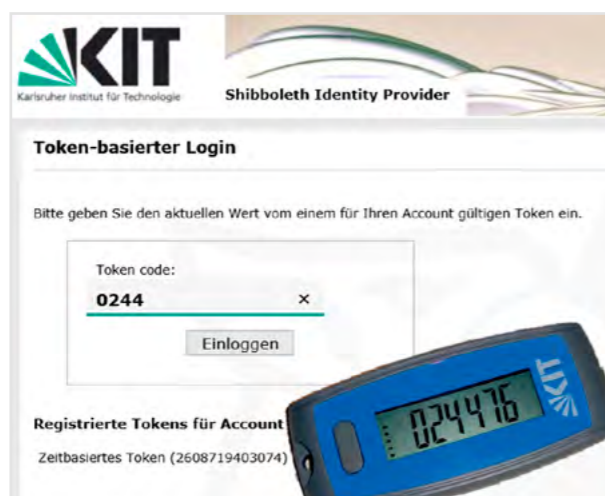 KIT
Karlsruher Institut für Technologie
Shibboleth Identity Provider
Token-basierter Login
Bitte geben Sie den aktuellen Wert vom einem für Ihren Account gültigen Token ein.
Token code:
0244 ×
Einloggen
024476
KIT
Registrierte Tokens für Account
Zeitbasiertes Token (2608719403074)